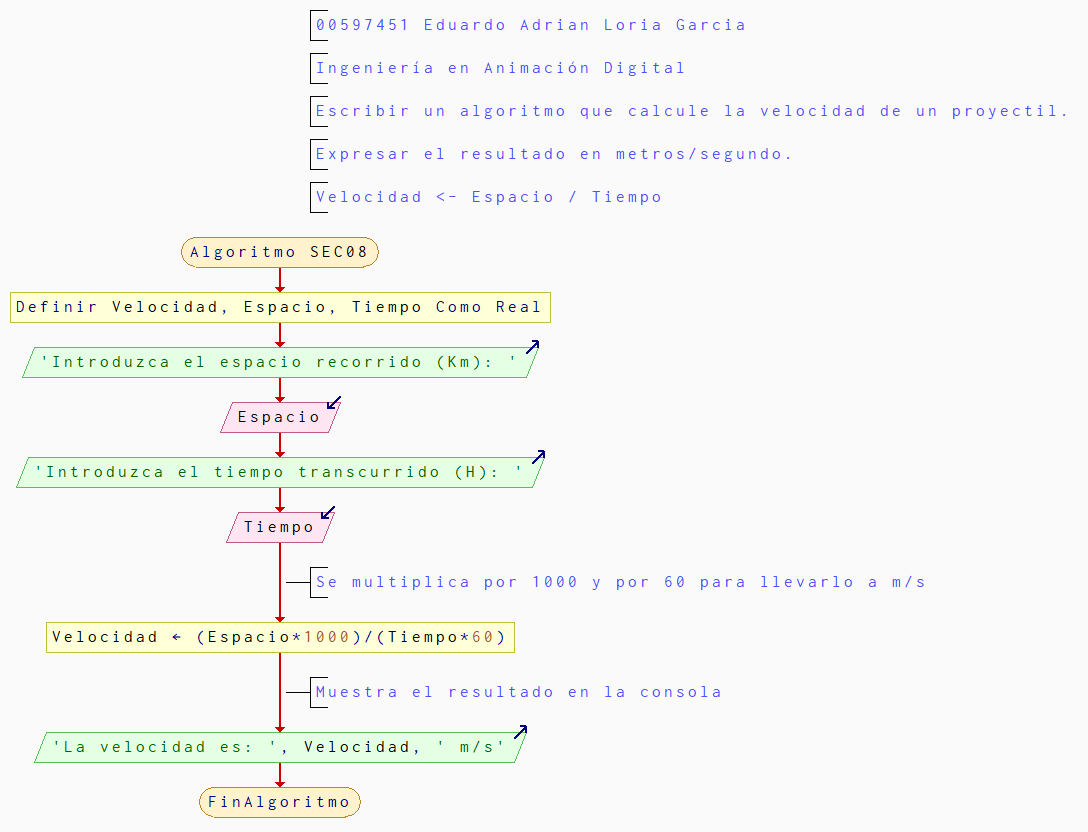 00597451 Eduardo Adrian Loria Garcia
Ingeniería en Animación Digital
Escribir un algoritmo que calcule la velocidad de un proyectil.
Expresar el resultado en metros/segundo.
Velocidad <- Espacio / Tiempo
Algoritmo SEC08
Definir Velocidad, Espacio, Tiempo Como Real
'Introduzca el espacio recorrido (Km): '
Espacio
'Introduzca el tiempo transcurrido (H): '
Tiempo
Se multiplica por 1000 y por 60 para llevarlo a m/s
Velocidad ← (Espacio*1000)/(Tiempo*60)
Muestra el resultado en la consola
'La velocidad es: ', Velocidad, ' m/s'
FinAlgoritmo